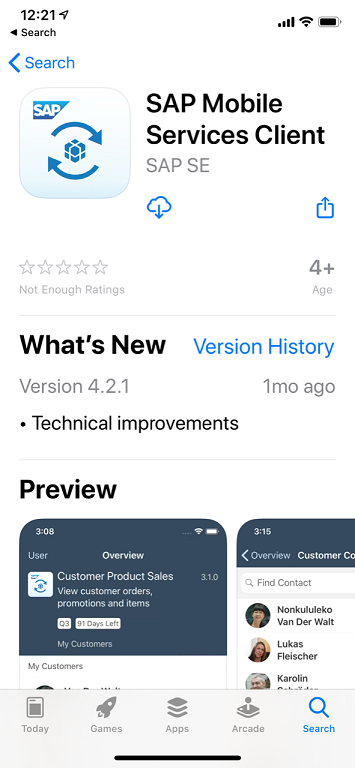 12:21
Search
Search
SAP
SAP Mobile
Services Client
SAP SE
4+
Not Enough Ratings
Age
What's New
Version History
Version 4.2.1
1mo ago
• Technical improvements
Preview
3:08
User
Overview
SAP
Customer Product Sales
3.1.0
View customer orders,
promotions and items
Q3
91 Days Left
My Customers
My Customers
3:15
Overview
Customer Co
Find Contact
Nonkululeko
Van Der Walt
Lukas
Fleischer
Karolin
Today
Games
Apps
Arcade
Search